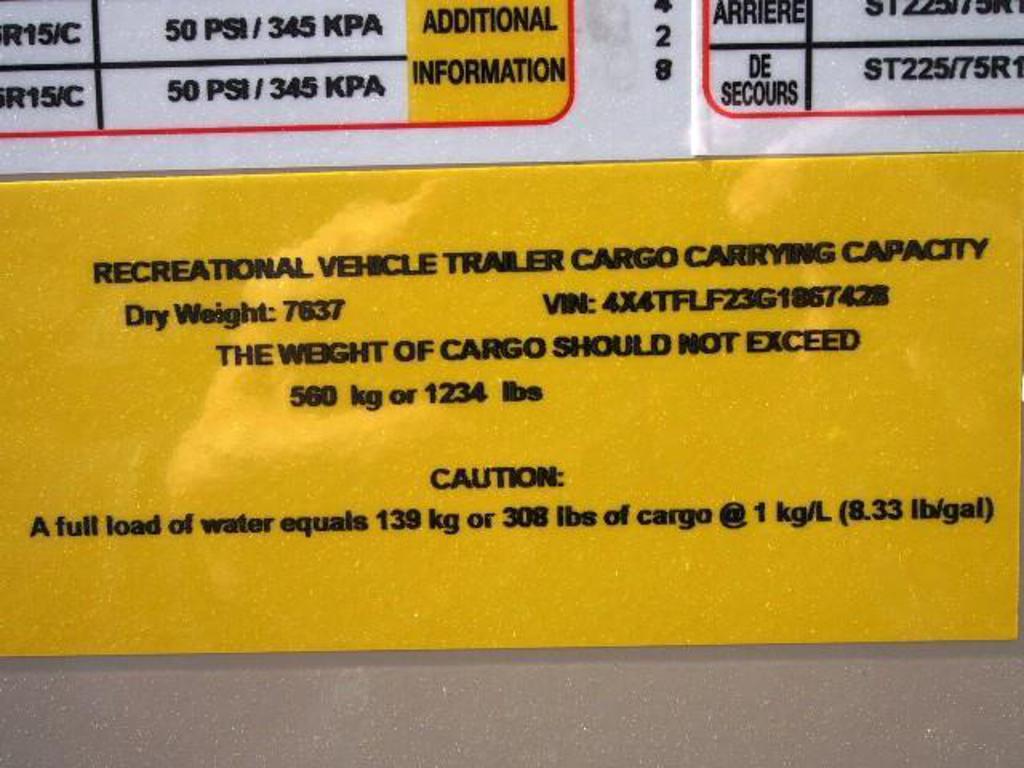 50 PSI / 345 KPA
R15/C 50 PSI / 345 KPA
ADDITIONAL
INFORMATION
2
8
ARRIERE
DE
SECOURS ST225/75R1
RECREATIONAL VEHICLE TRAILER CARGO CARRYING CAPACITY
Dry Weight: 7637 VIN: 4X4TFLF23G1867428
THE WEIGHT OF CARGO SHOULD NOT EXCEED
560 kg or 1234 lbs
CAUTION:
A full load of water equals 139 kg or 308 lbs of cargo @ 1 kg/L (8.33 lb/gal)